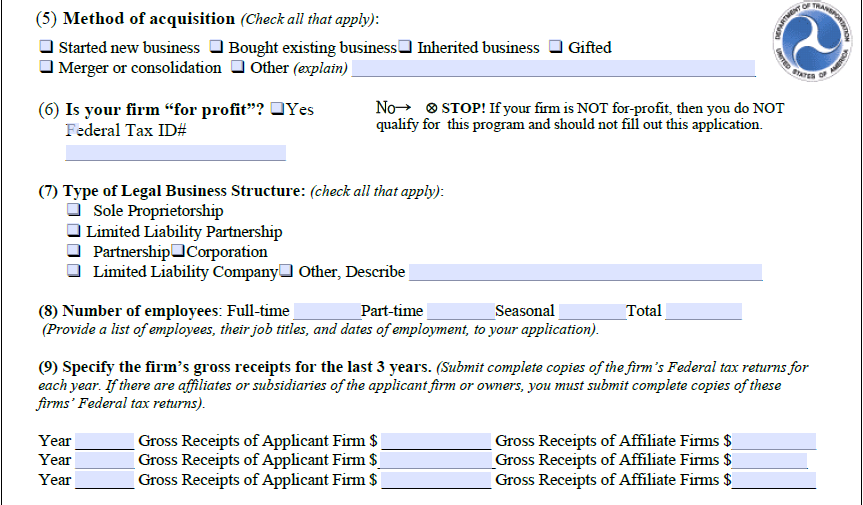 (5) Method of acquisition (Check all that apply):
Started new business Bought existing business Inherited business Gifted
Merger or consolidation Other (explain)
DEPARTMENT OF TRANSPORTATION
UNITED STATES OF AMERICA
(6) Is your firm “for profit”? Yes
No→ ⊗ STOP! If your firm is NOT for-profit, then you do NOT
qualify for this program and should not fill out this application.
Federal Tax ID#
(7) Type of Legal Business Structure: (check all that apply):
Sole Proprietorship
Limited Liability Partnership
Partnership Corporation
Limited Liability Company Other, Describe
(8) Number of employees: Full-time Part-time Seasonal Total
(Provide a list of employees, their job titles, and dates of employment, to your application).
(9) Specify the firm’s gross receipts for the last 3 years. (Submit complete copies of the firm’s Federal tax returns for
each year. If there are affiliates or subsidiaries of the applicant firm or owners, you must submit complete copies of these
firms’ Federal tax returns).
Year Gross Receipts of Applicant Firm $ Gross Receipts of Affiliate Firms $
Year Gross Receipts of Applicant Firm $ Gross Receipts of Affiliate Firms $
Year Gross Receipts of Applicant Firm $ Gross Receipts of Affiliate Firms $